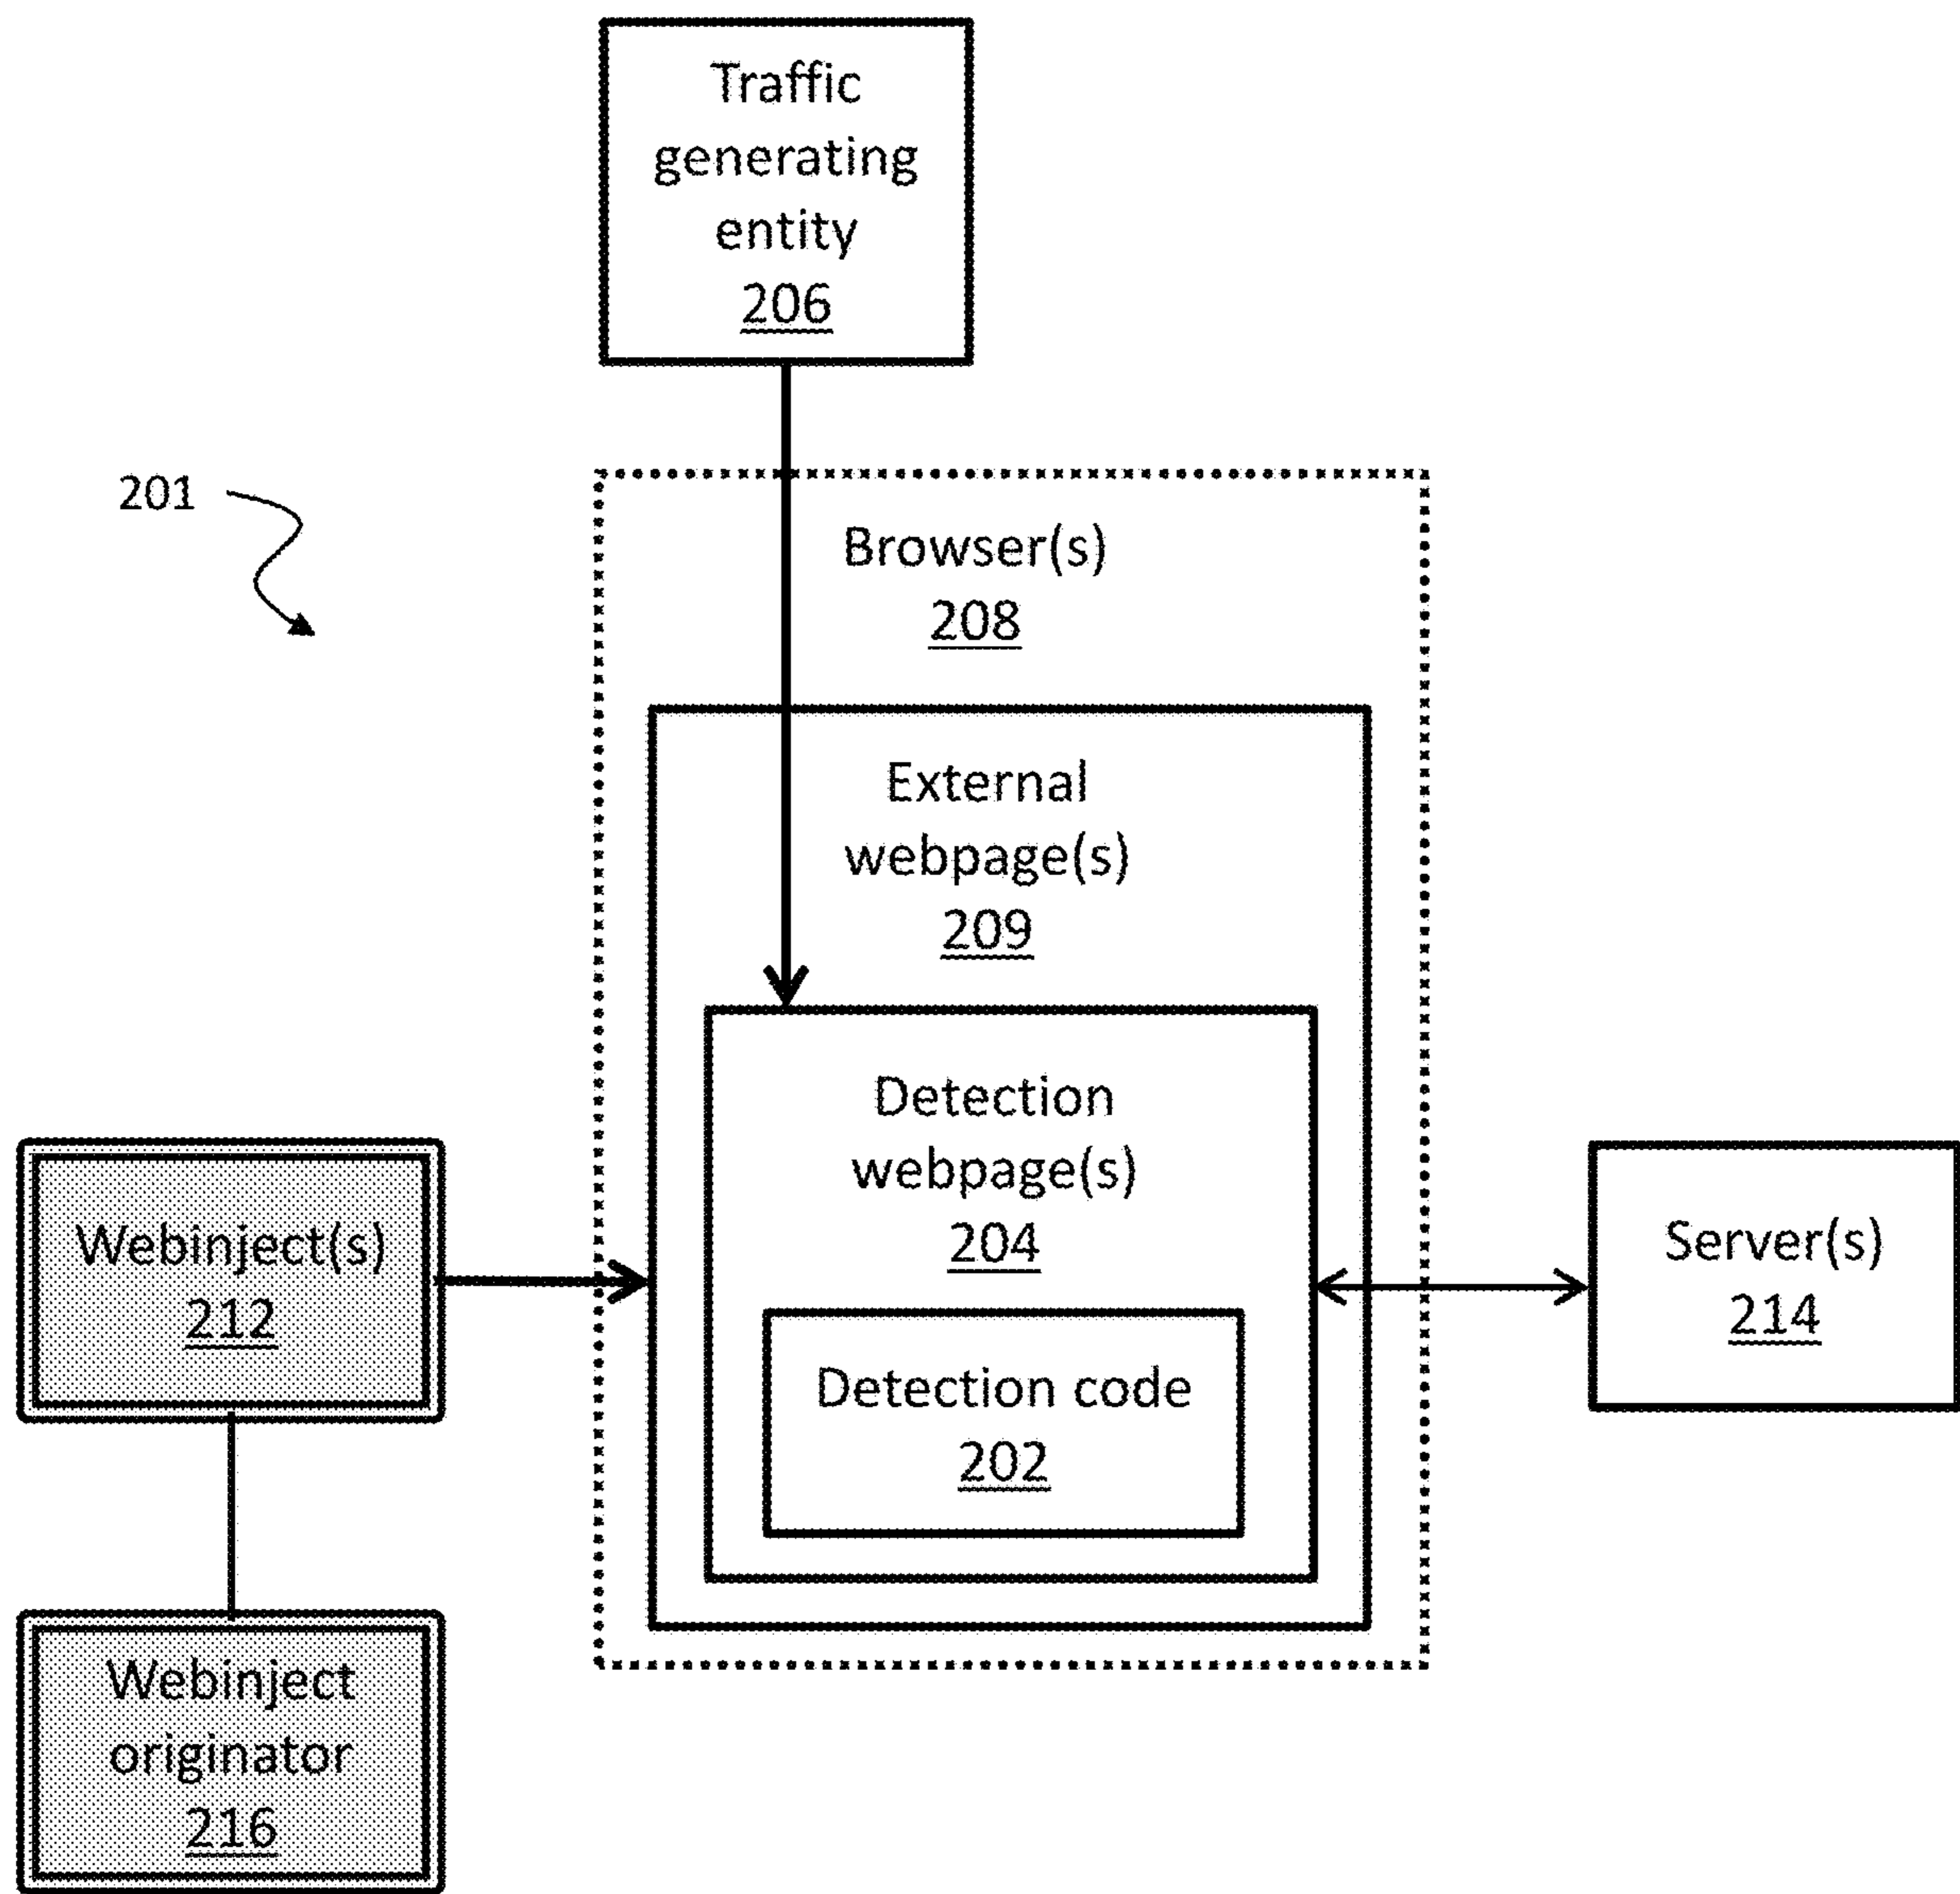 Traffic
generating
entity
206
201
Browser(s)
208
External
webpage(s)
209
Detection
webpage(s)
204
Detection code
202
Webinject(s)
212
Server(s)
214
Webinject
originator
216